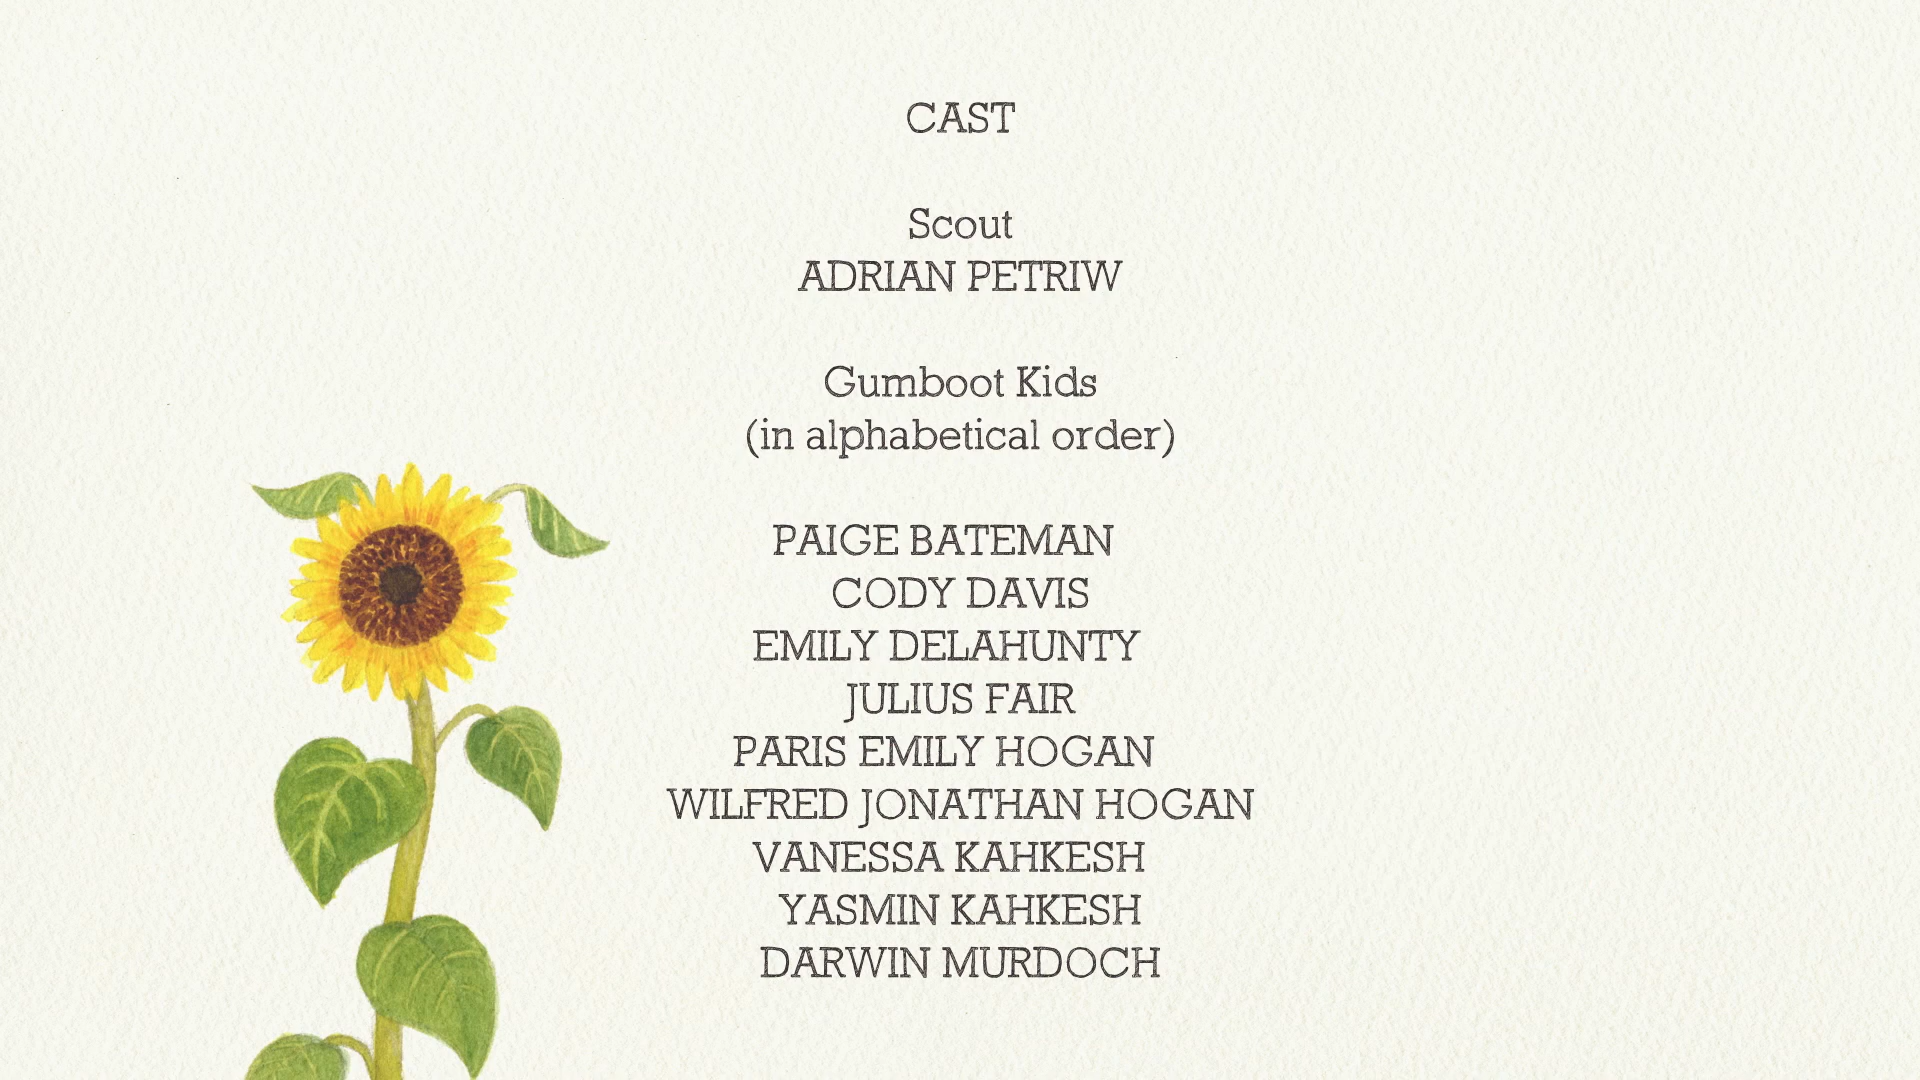 CAST
Scout
ADRIAN PETRIW
Gumboot Kids
(in alphabetical order)
PAIGE BATEMAN
CODY DAVIS
EMILY DELAHUNTY
JULIUS FAIR
PARIS EMILY HOGAN
WILFRED JONATHAN HOGAN
VANESSA KAHKESH
YASMIN KAHKESH
DARWIN MURDOCH